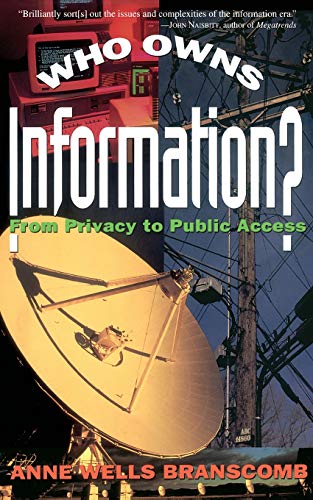 "Brilliantly sort[s] out the issues and complexities of the information era."
—JOHN NAISBITT, author of Megatrends
WHO OWNS
Information?
From Privacy to Public Access
ANNE WELLS BRANSCOMB